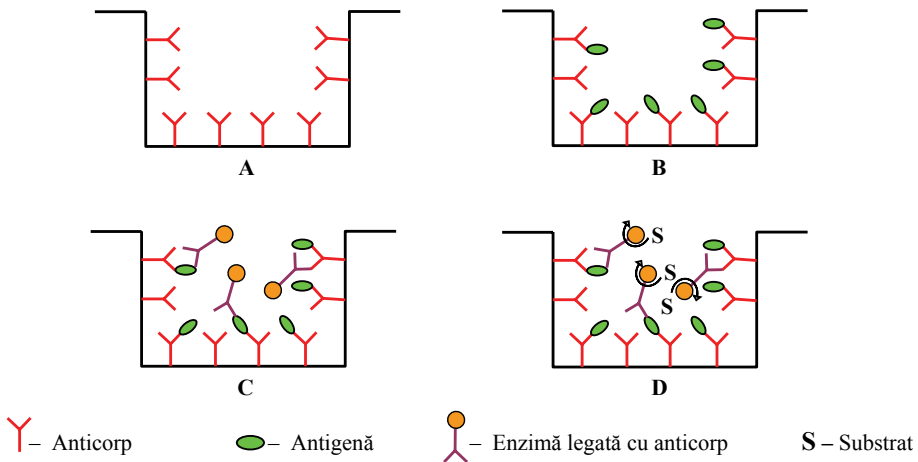 A
B
C
S
S
S
D
– Anticorp
– Antigenă
– Enzimă legată cu anticorp
S – Substrat